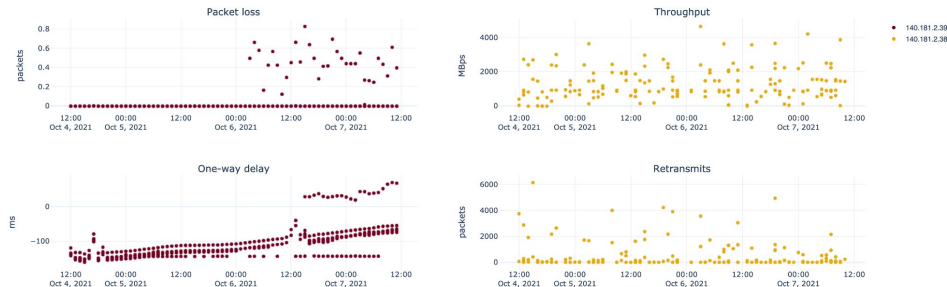 Packet loss
packets
0.8
0.6
0.4
0.2
0
12:00 00:00 12:00 00:00 12:00 00:00 12:00
Oct 4, 2021 Oct 5, 2021 Oct 6, 2021 Oct 7, 2021
Throughput
MBps
4000
2000
0
12:00 00:00 12:00 00:00 12:00 00:00 12:00
Oct 4, 2021 Oct 5, 2021 Oct 6, 2021 Oct 7, 2021
140.181.2.39
140.181.2.38
One-way delay
ms
0
−100
12:00 00:00 12:00 00:00 12:00 00:00 12:00
Oct 4, 2021 Oct 5, 2021 Oct 6, 2021 Oct 7, 2021
Retransmits
packets
6000
4000
2000
0
12:00 00:00 12:00 00:00 12:00 00:00 12:00
Oct 4, 2021 Oct 5, 2021 Oct 6, 2021 Oct 7, 2021